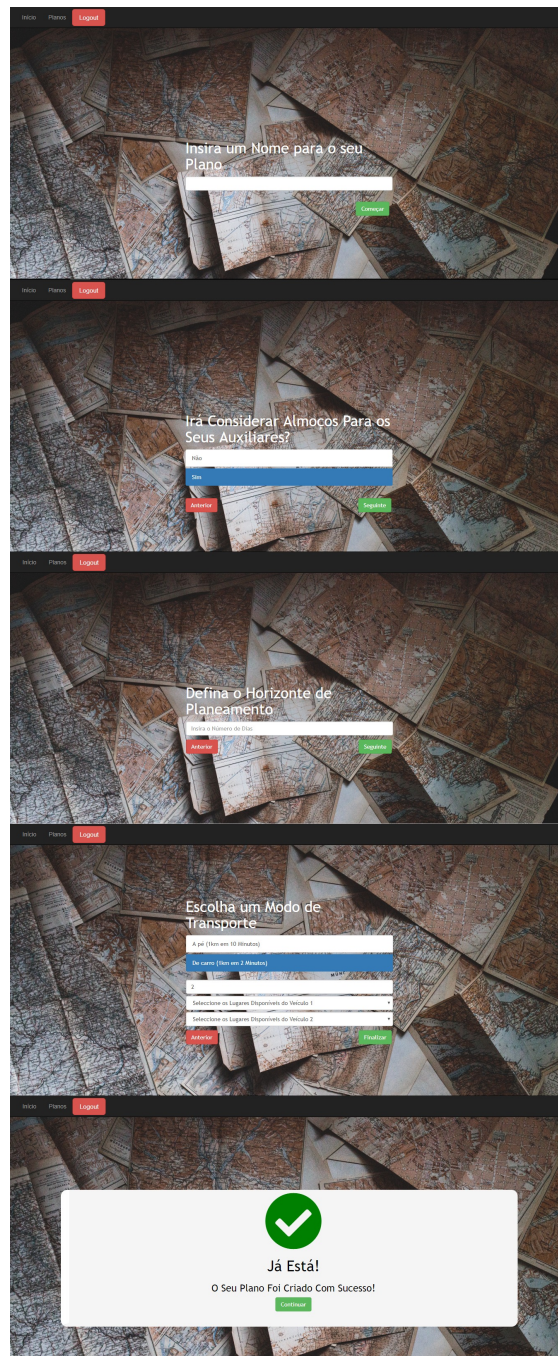 Início Planos Logout
Insira um Nome para o seu
Plano
Começar
Início Planos Logout
Irá Considerar Almoços Para os
Seus Auxiliares?
Não
Sim
Anterior Seguinte
Início Planos Logout
Defina o Horizonte de
Planeamento
Insira o Número de Dias
Anterior Seguinte
Início Planos Logout
Escolha um Modo de
Transporte
A pé (1km em 10 Minutos)
De carro (1km em 2 Minutos)
2
Seleccione os Lugares Disponíveis do Veículo 1
Seleccione os Lugares Disponíveis do Veículo 2
Anterior Finalizar
Início Planos Logout
Já Está!
O Seu Plano Foi Criado Com Sucesso!
Continuar